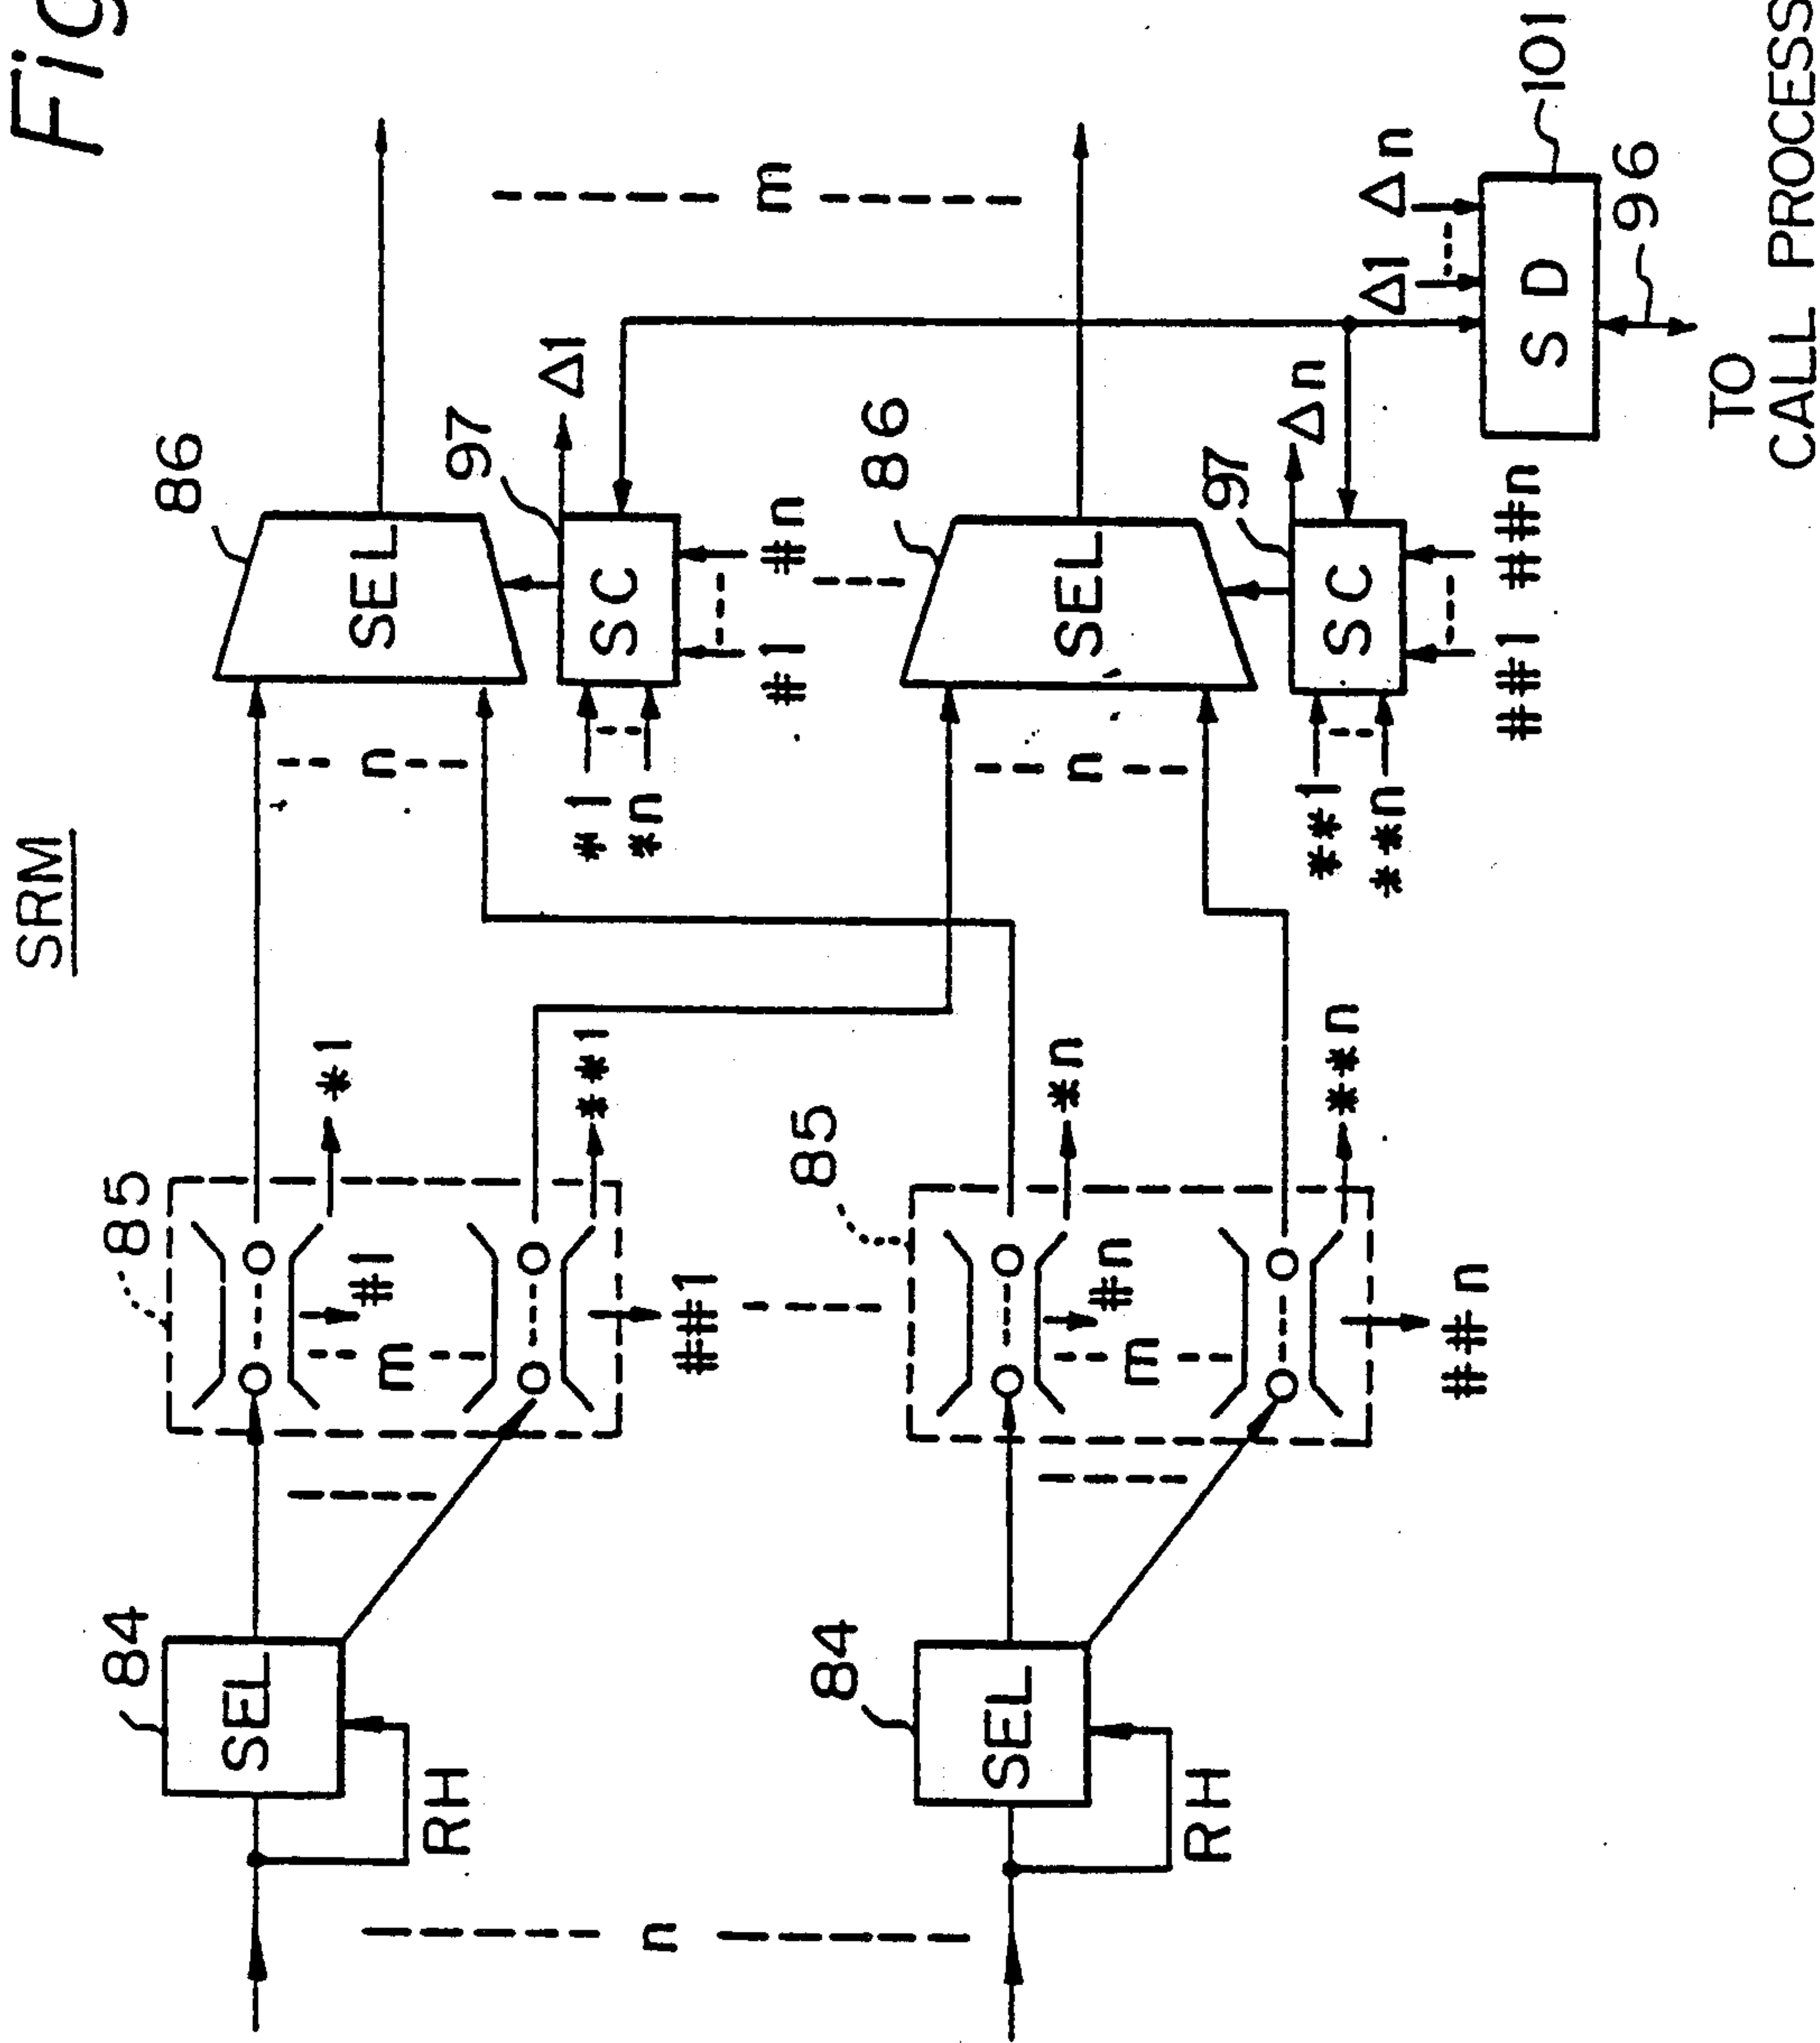 Fig
SRM
84
SEL
RH
85
*1
#1
m
**1
##1
n
86
SEL
97
Δ1
n
SC
*1
*n
#1
#n
m
84
SEL
RH
85
*n
#n
m
**n
##n
86
SEL
97
Δn
n
SC
**1
**n
##1
##n
Δ1
Δn
SD
101
96
TO
CALL PROCESS